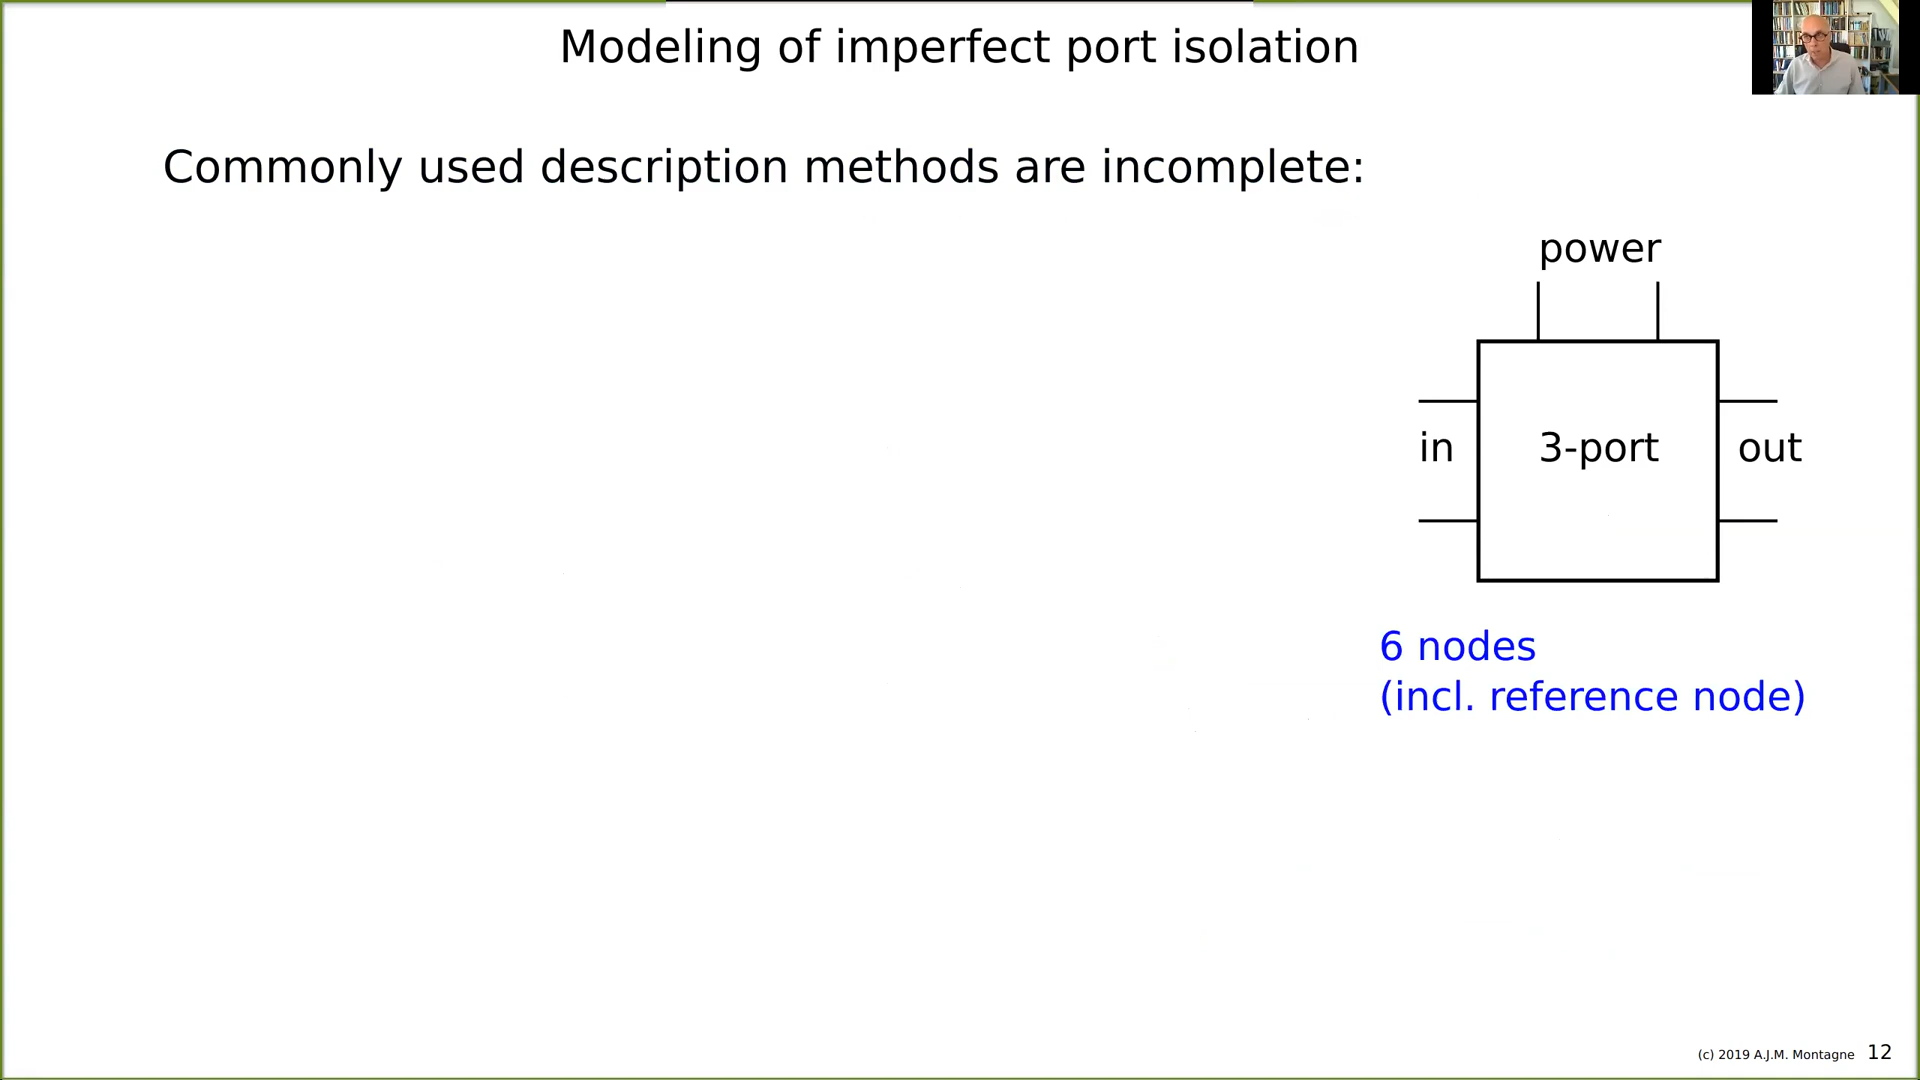 Modeling of imperfect port isolation
Commonly used description methods are incomplete:
power
in
3-port
out
6 nodes
(incl. reference node)
(c) 2019 A.J.M. Montagne 12